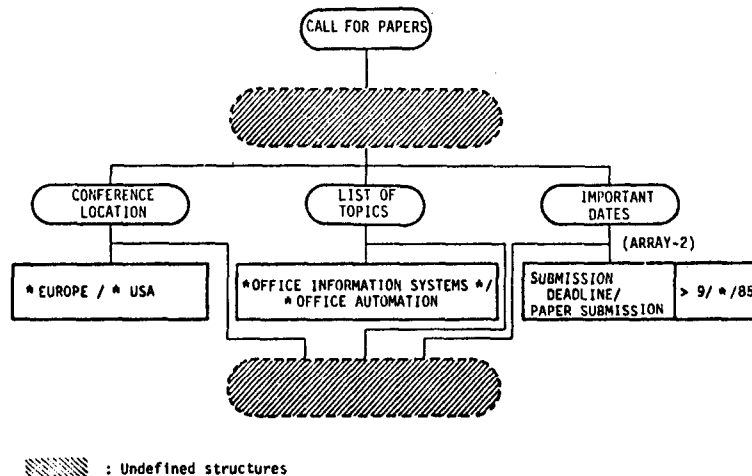 CALL FOR PAPERS
CONFERENCE
LOCATION
LIST OF
TOPICS
IMPORTANT
DATES
(ARRAY-2)
* EUROPE / * USA
*OFFICE INFORMATION SYSTEMS */
* OFFICE AUTOMATION
SUBMISSION
DEADLINE/
PAPER SUBMISSION
> 9/ * /85
: Undefined structures